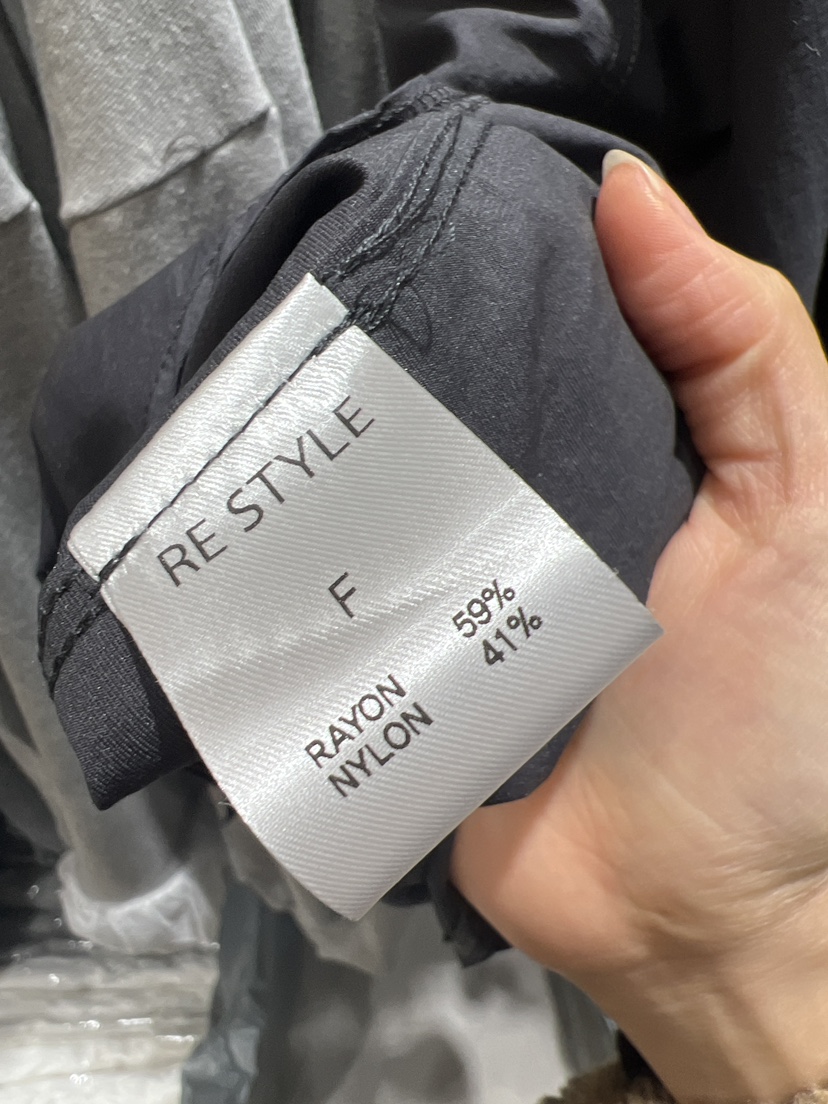 RE STYLE
F
RAYON 59%
NYLON 41%